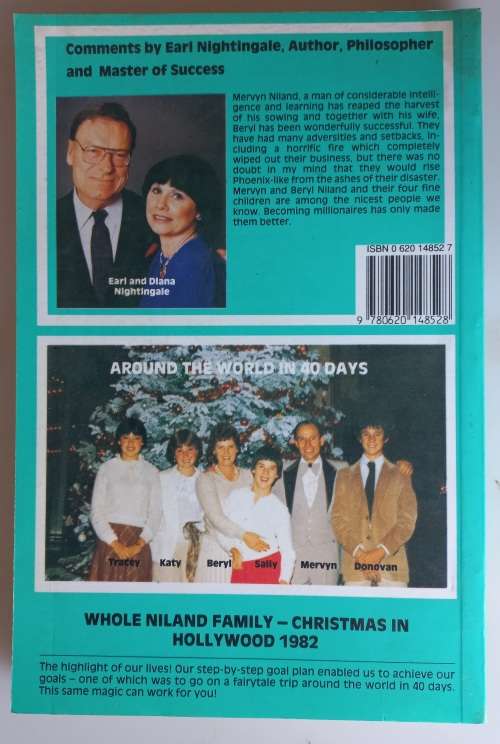 Comments by Earl Nightingale, Author, Philosopher
and Master of Success
Mervyn Niland, a man of considerable intelli-
gence and learning has reaped the harvest
of his sowing and together with his wife,
Beryl has been wonderfully successful. They
have had many adversities and setbacks, in-
cluding a horrific fire which completely
wiped out their business, but there was no
doubt in my mind that they would rise
Phoenix-like from the ashes of their disaster.
Mervyn and Beryl Niland and their four fine
children are among the nicest people we
know. Becoming millionaires has only made
them better.
Earl and Diana
Nightingale
ISBN 0 620 14852 7
9 780620 148528
AROUND THE WORLD IN 40 DAYS
Tracey Katy Beryl Sally Mervyn Donovan
WHOLE NILAND FAMILY – CHRISTMAS IN
HOLLYWOOD 1982
The highlight of our lives! Our step-by-step goal plan enabled us to achieve our
goals – one of which was to go on a fairytale trip around the world in 40 days.
This same magic can work for you!